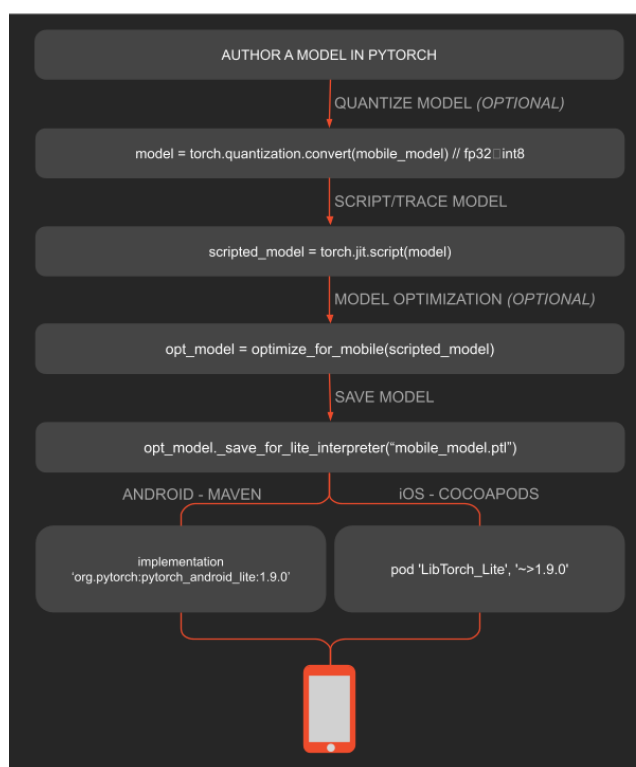 AUTHOR A MODEL IN PYTORCH
QUANTIZE MODEL (OPTIONAL)
model = torch.quantization.convert(mobile_model) // fp32□int8
SCRIPT/TRACE MODEL
scripted_model = torch.jit.script(model)
MODEL OPTIMIZATION (OPTIONAL)
opt_model = optimize_for_mobile(scripted_model)
SAVE MODEL
opt_model._save_for_lite_interpreter(“mobile_model.ptl”)
ANDROID - MAVEN
iOS - COCOAPODS
implementation
‘org.pytorch:pytorch_android_lite:1.9.0’
pod 'LibTorch_Lite', '~>1.9.0'